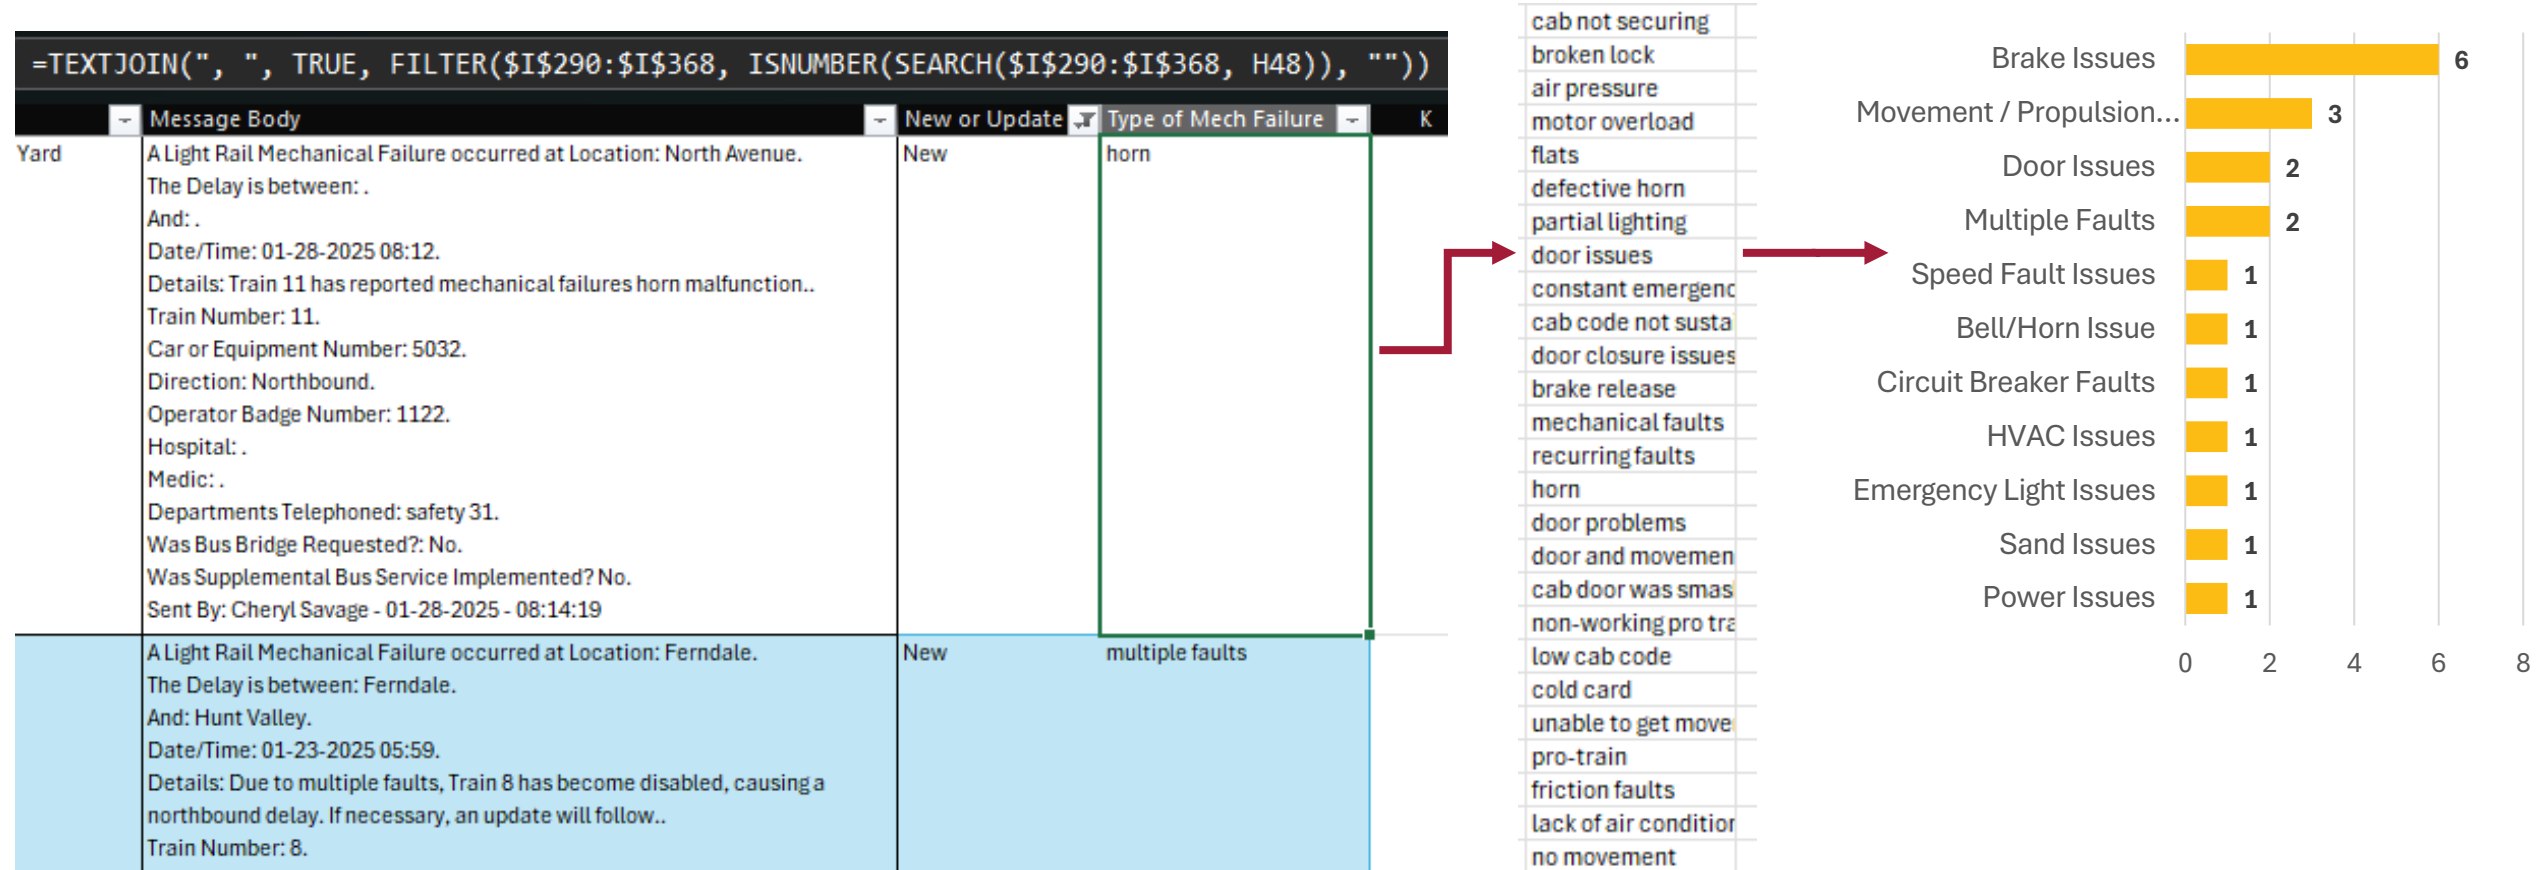 =TEXTJOIN(", ", TRUE, FILTER($I$290:$I$368, ISNUMBER(SEARCH($I$290:$I$368, H48)), ""))
Message Body New or Update Type of Mech Failure K
Yard
A Light Rail Mechanical Failure occurred at Location: North Avenue.
The Delay is between: .
And: .
Date/Time: 01-28-2025 08:12.
Details: Train 11 has reported mechanical failures horn malfunction..
Train Number: 11.
Car or Equipment Number: 5032.
Direction: Northbound.
Operator Badge Number: 1122.
Hospital: .
Medic: .
Departments Telephoned: safety 31.
Was Bus Bridge Requested?: No.
Was Supplemental Bus Service Implemented? No.
Sent By: Cheryl Savage - 01-28-2025 - 08:14:19
New
horn
A Light Rail Mechanical Failure occurred at Location: Ferndale.
The Delay is between: Ferndale.
And: Hunt Valley.
Date/Time: 01-23-2025 05:59.
Details: Due to multiple faults, Train 8 has become disabled, causing a
northbound delay. If necessary, an update will follow..
Train Number: 8.
New
multiple faults
cab not securing
broken lock
air pressure
motor overload
flats
defective horn
partial lighting
door issues
constant emergenc
cab code not susta
door closure issues
brake release
mechanical faults
recurring faults
horn
door problems
door and movemen
cab door was smas
non-working pro tra
low cab code
cold card
unable to get move
pro-train
friction faults
lack of air condition
no movement
Brake Issues 6
Movement / Propulsion... 3
Door Issues 2
Multiple Faults 2
Speed Fault Issues 1
Bell/Horn Issue 1
Circuit Breaker Faults 1
HVAC Issues 1
Emergency Light Issues 1
Sand Issues 1
Power Issues 1
0 2 4 6 8